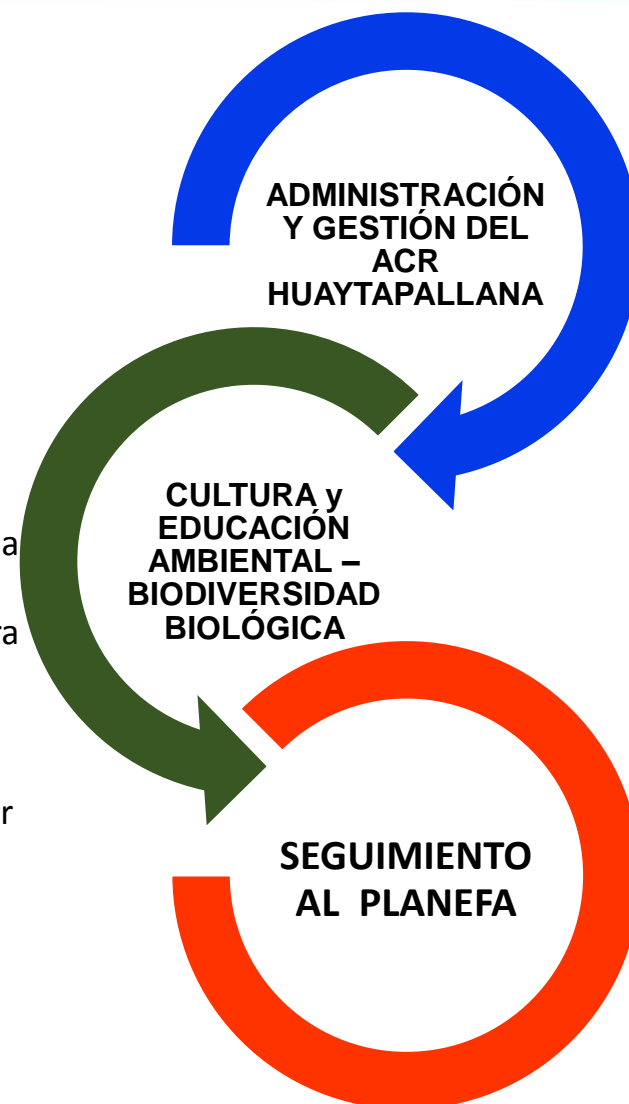 ADMINISTRACIÓN
Y GESTIÓN DEL
ACR
HUAYTAPALLANA
CULTURA y
EDUCACIÓN
AMBIENTAL –
BIODIVERSIDAD
BIOLÓGICA
SEGUIMIENTO
AL PLANEFA